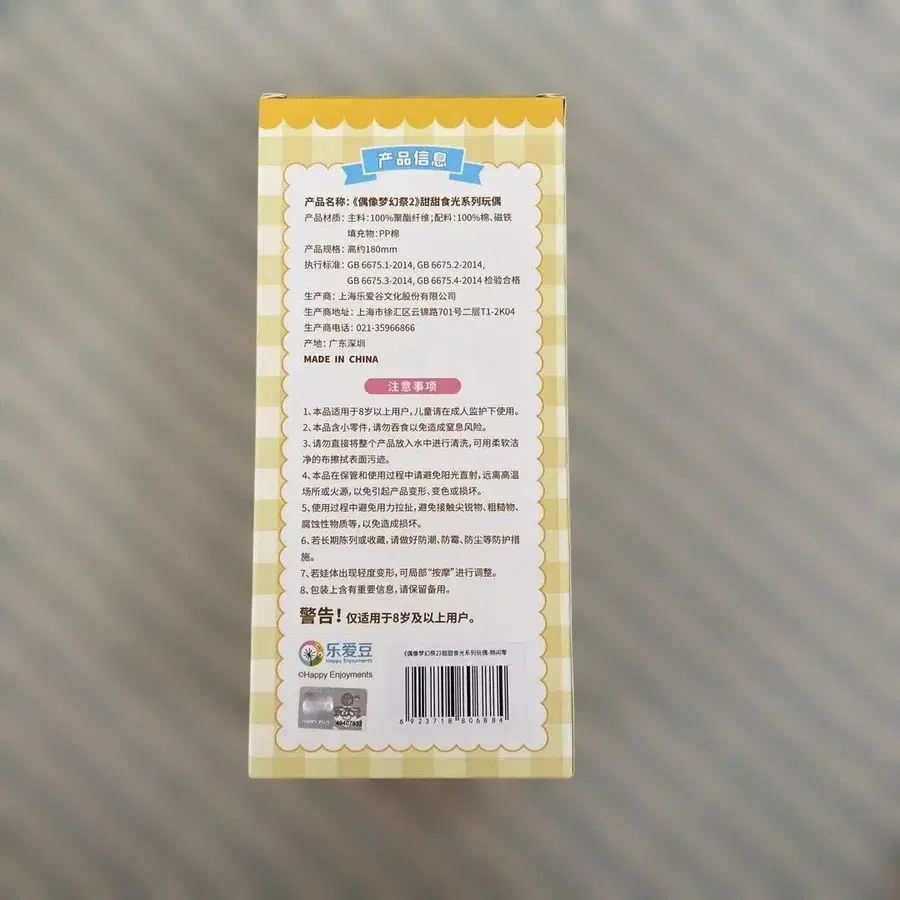 产品信息
产品名称：《偶像梦幻祭2》甜甜食光系列玩偶
产品材质：主料：100%聚酯纤维；配料：100%棉、磁铁
填充物：PP棉
产品规格：高约180mm
执行标准：GB 6675.1-2014, GB 6675.2-2014,
GB 6675.3-2014, GB 6675.4-2014 检验合格
生产商：上海乐爱谷文化股份有限公司
生产商地址：上海市徐汇区云锦路701号二层T1-2K04
生产商电话：021-35966866
产地：广东深圳
MADE IN CHINA
注意事项
1、本品适用于8岁以上用户，儿童请在成人监护下使用。
2、本品含小零件，请勿吞食以免造成窒息风险。
3、请勿直接将整个产品放入水中进行清洗，可用柔软洁
净的布擦拭表面污迹。
4、本品在保管和使用过程中请避免阳光直射，远离高温
场所或火源，以免引起产品变形、变色或损坏。
5、使用过程中避免用力拉扯，避免接触尖锐物、粗糙物、
腐蚀性物质等，以免造成损坏。
6、若长期陈列或收藏，请做好防潮、防霉、防尘等防护措
施。
7、若娃体出现轻度变形，可局部“按摩”进行调整。
8、包装上含有重要信息，请保留备用。
警告！仅适用于8岁及以上用户。
乐爱豆
Happy Enjoyments
©Happy Enjoyments
《偶像梦幻祭2》甜甜食光系列玩偶-朔间零
6 923718 806884